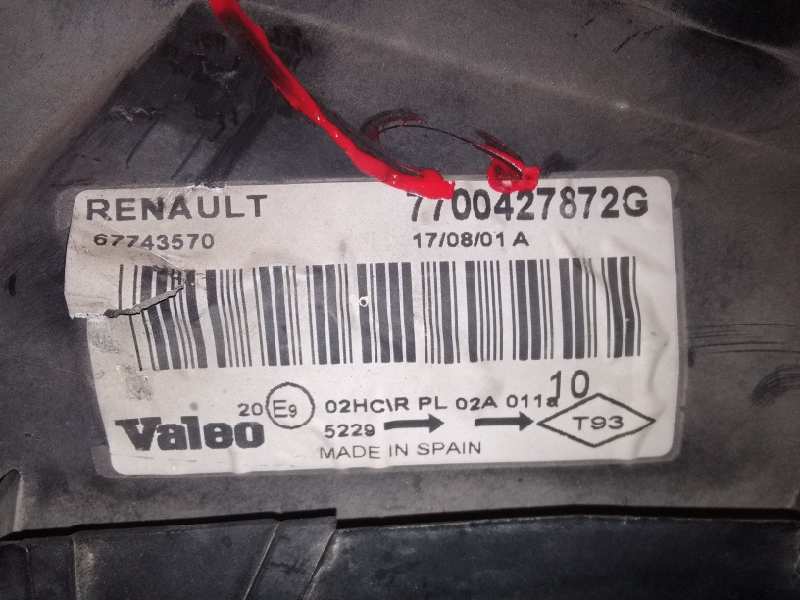 RENAULT 7700427872G
67743570 17/08/01 A
10
20 E9 02HC\R PL 02A 011a
Valeo 5229 T93
MADE IN SPAIN